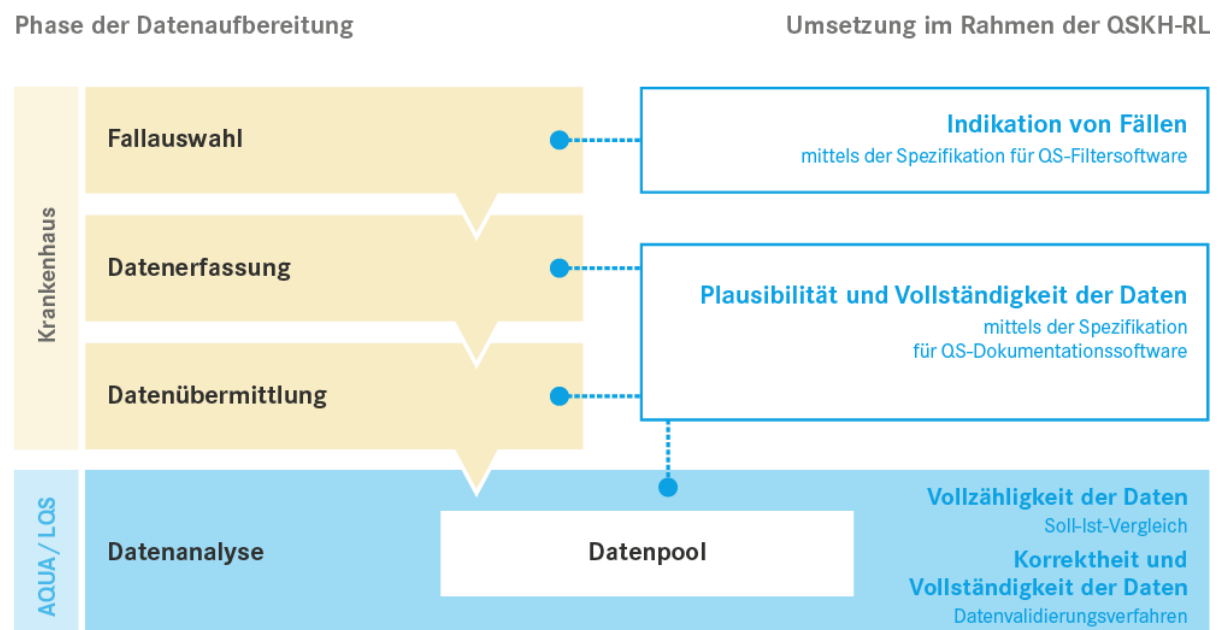 Phase der Datenaufbereitung
Umsetzung im Rahmen der QSKH-RL
Krankenhaus
Fallauswahl
Indikation von Fällen
mittels der Spezifikation für QS-Filtersoftware
Datenerfassung
Plausibilität und Vollständigkeit der Daten
mittels der Spezifikation
für QS-Dokumentationssoftware
Datenübermittlung
AQUA / LQS
Datenanalyse
Datenpool
Vollzähligkeit der Daten
Soll-Ist-Vergleich
Korrektheit und
Vollständigkeit der Daten
Datenvalidierungsverfahren